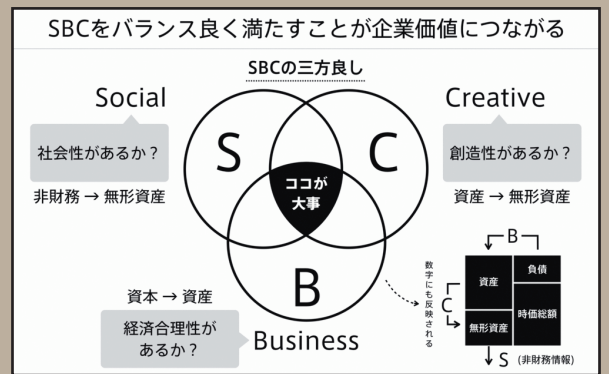 SBCをバランス良く満たすことが企業価値につながる
SBCの三方良し
Social
Creative
社会性があるか？
S
C
創造性があるか？
非財務 → 無形資産
ココが
大事
資産 → 無形資産
B
資本 → 資産
経済合理性が
あるか？
Business
数字にも反映される
B
資産
負債
C
時価総額
無形資産
S (非財務情報)